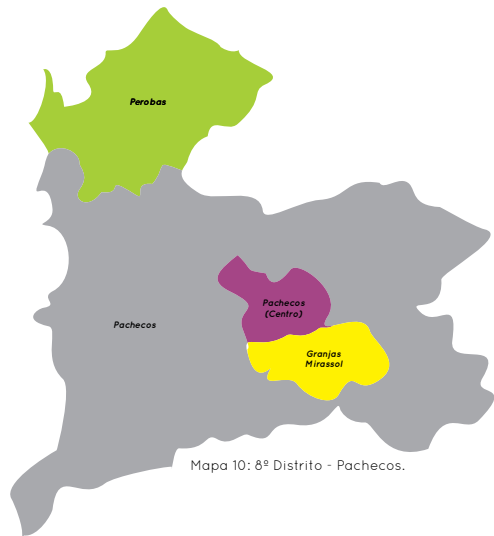 Perobas
Pachecos
(Centro)
Pachecos
Granjas
Mirassol
Mapa 10: 8º Distrito - Pachecos.